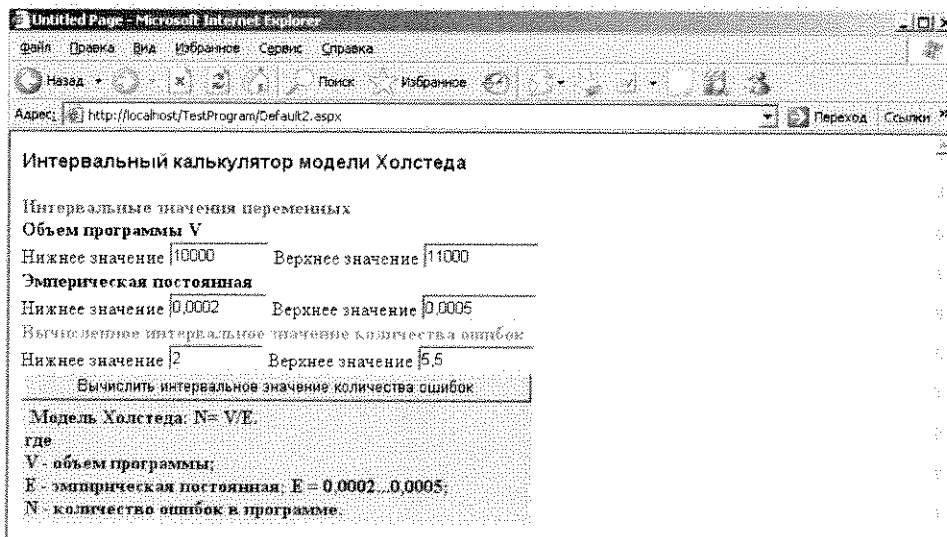 Untitled Page - Microsoft Internet Explorer
Файл Правка Вид Избранное Сервис Справка
Назад Поиск Избранное
Адрес: http://localhost/TestProgram/Default2.aspx Переход Ссылки »
Интервальный калькулятор модели Холстеда
Интервальные значения переменных
Объем программы V
Нижнее значение 10000 Верхнее значение 11000
Эмперическая постоянная
Нижнее значение 0,0002 Верхнее значение 0,0005
Вычисленное интервальное значение количества ошибок
Нижнее значение 2 Верхнее значение 5,5
Вычислить интервальное значение количества ошибок
Модель Холстеда: N= V/E,
где
V - объем программы;
E - эмпирическая постоянная; E = 0,0002...0,0005;
N - количество ошибок в программе.